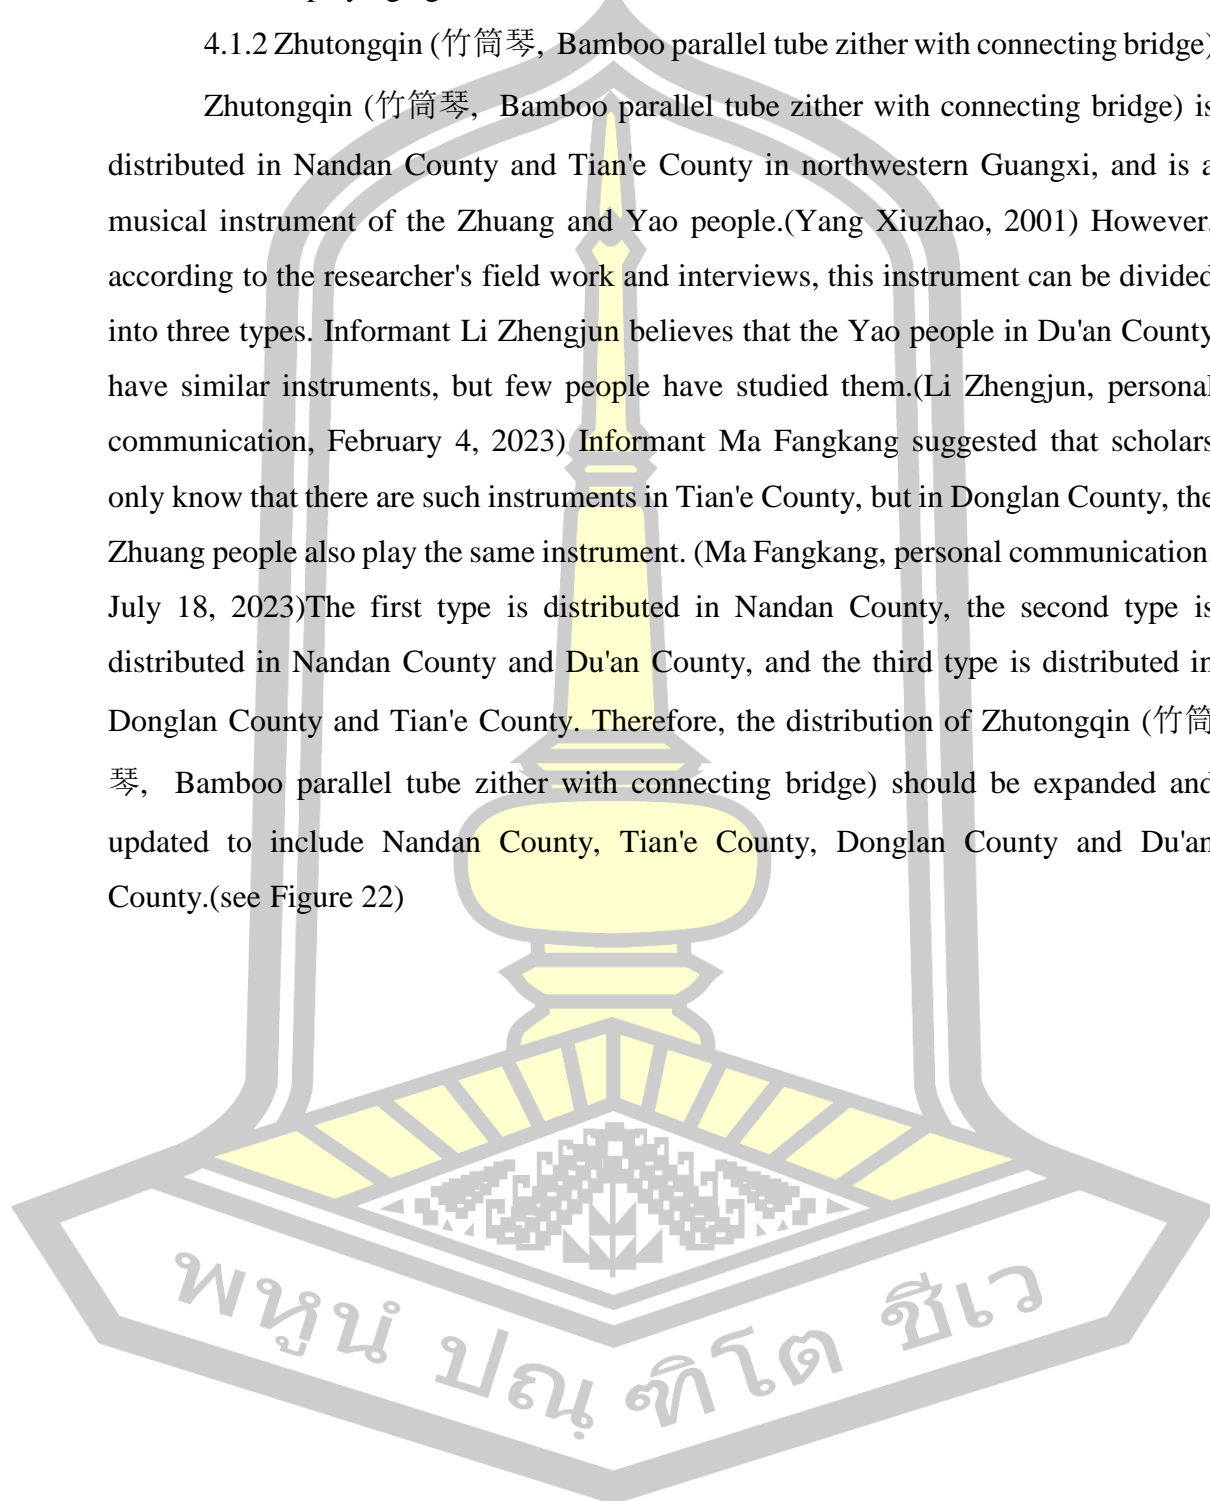 4.1.2 Zhutongqin (竹筒琴, Bamboo parallel tube zither with connecting bridge)
Zhutongqin (竹筒琴, Bamboo parallel tube zither with connecting bridge) is
distributed in Nandan County and Tian'e County in northwestern Guangxi, and is a
musical instrument of the Zhuang and Yao people.(Yang Xiuzhao, 2001) However,
according to the researcher's field work and interviews, this instrument can be divided
into three types. Informant Li Zhengjun believes that the Yao people in Du'an County
have similar instruments, but few people have studied them.(Li Zhengjun, personal
communication, February 4, 2023) Informant Ma Fangkang suggested that scholars
only know that there are such instruments in Tian'e County, but in Donglan County, the
Zhuang people also play the same instrument. (Ma Fangkang, personal communication,
July 18, 2023)The first type is distributed in Nandan County, the second type is
distributed in Nandan County and Du'an County, and the third type is distributed in
Donglan County and Tian'e County. Therefore, the distribution of Zhutongqin (竹筒
琴, Bamboo parallel tube zither with connecting bridge) should be expanded and
updated to include Nandan County, Tian'e County, Donglan County and Du'an
County.(see Figure 22)
พหูนํ ปณฺฑิโต ชีเว